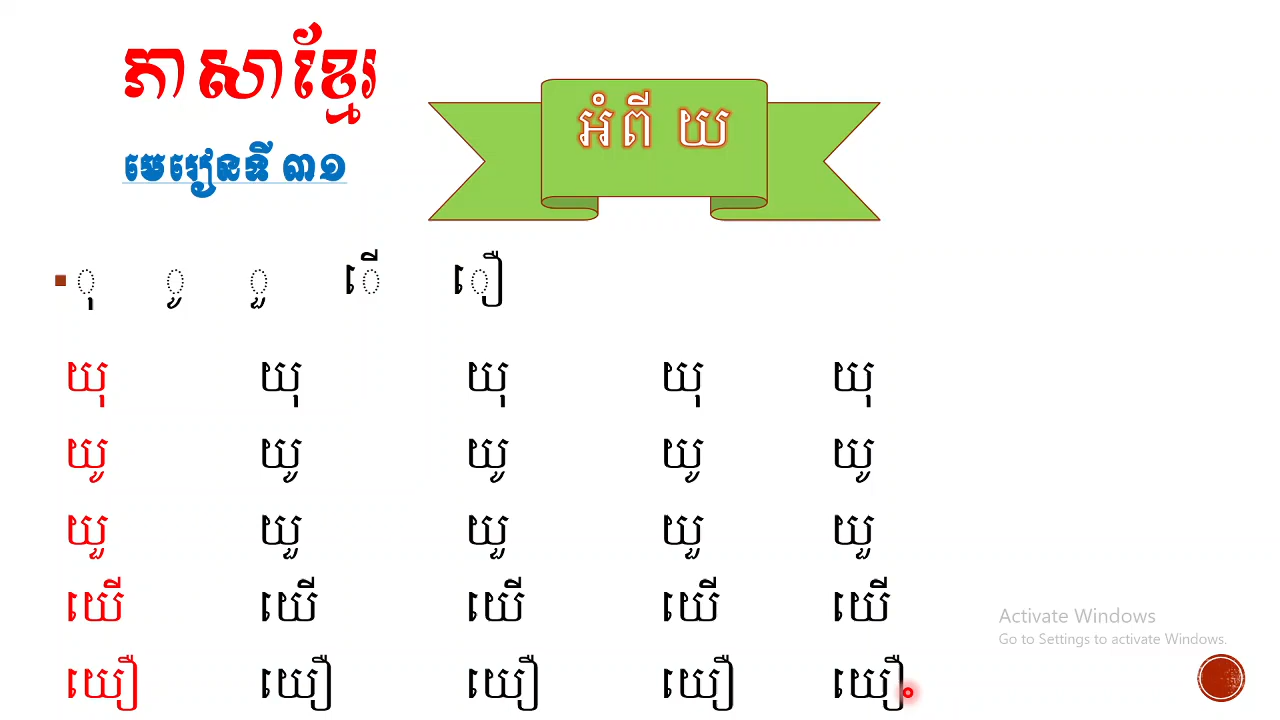 ភាសាខ្មែរ
មេរៀនទី ៣១
អំពី យ
ុ ូ ួ ើ ឿ
យុ យុ យុ យុ យុ
យូ យូ យូ យូ យូ
យួ យួ យួ យួ យួ
យើ យើ យើ យើ យើ
យឿ យឿ យឿ យឿ យឿ
Activate Windows
Go to Settings to activate Windows.